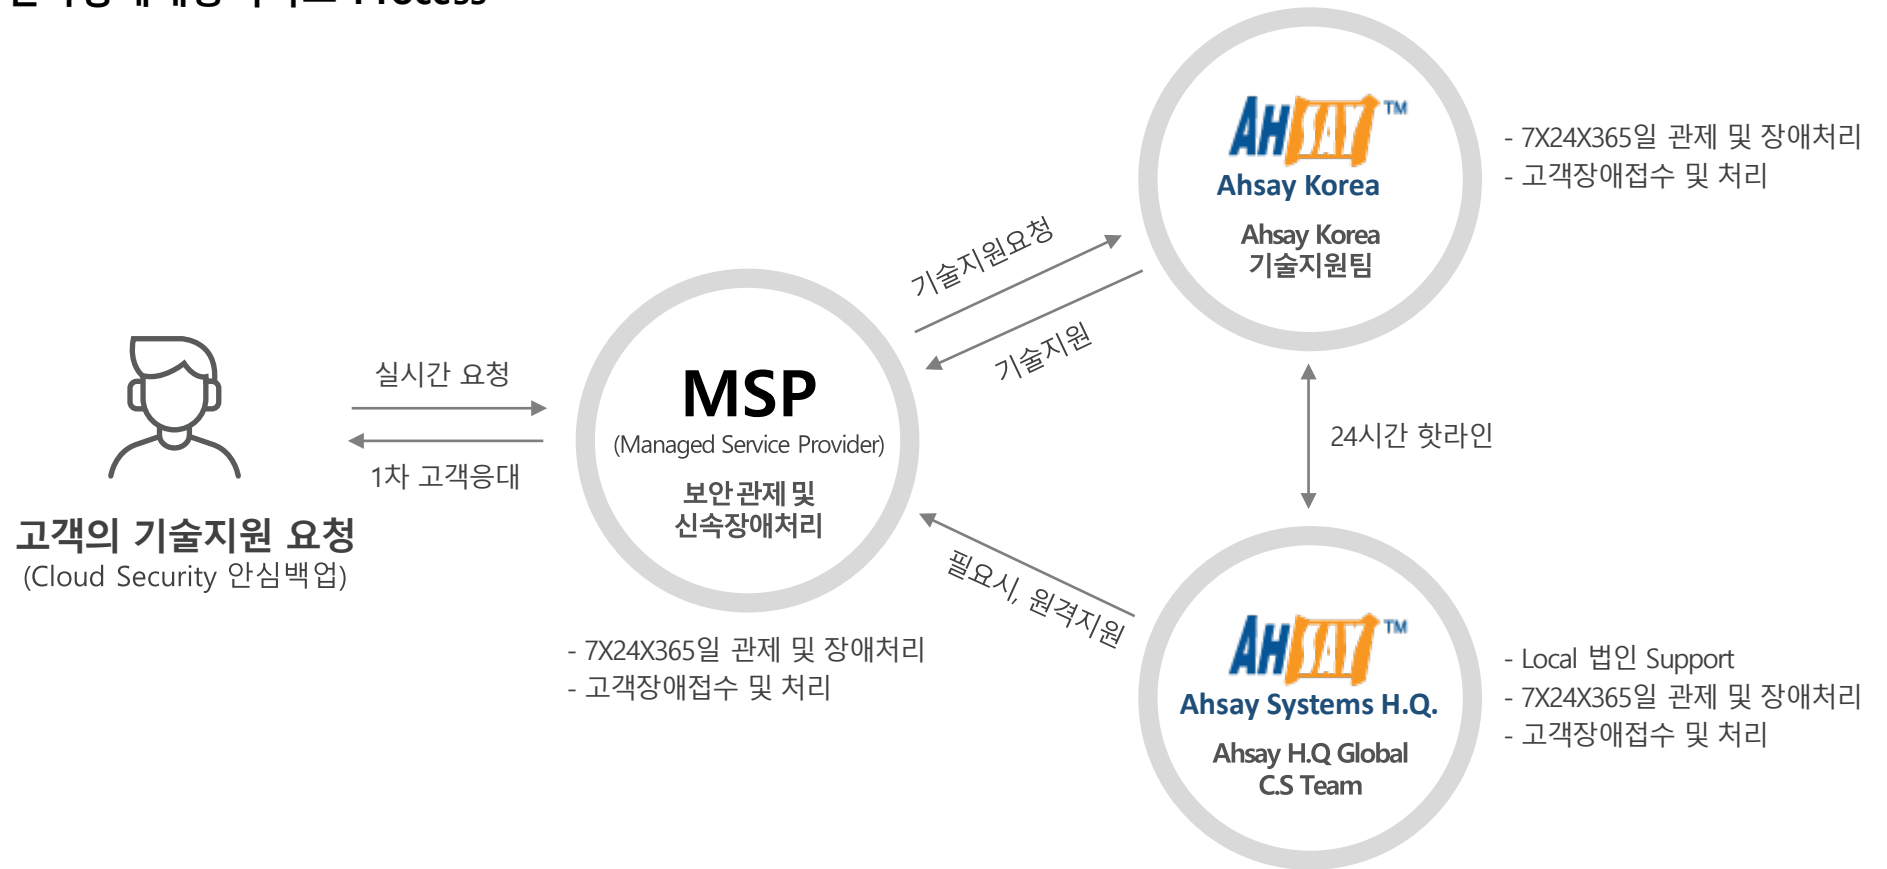 Process
실시간 요청
1차 고객응대
고객의 기술지원 요청
(Cloud Security 안심백업)
MSP
(Managed Service Provider)
보안 관제 및
신속장애처리
- 7X24X365일 관제 및 장애처리
- 고객장애접수 및 처리
기술지원요청
기술지원
필요시, 원격지원
AHSAY™
Ahsay Korea
Ahsay Korea
기술지원팀
- 7X24X365일 관제 및 장애처리
- 고객장애접수 및 처리
24시간 핫라인
AHSAY™
Ahsay Systems H.Q.
Ahsay H.Q Global
C.S Team
- Local 법인 Support
- 7X24X365일 관제 및 장애처리
- 고객장애접수 및 처리